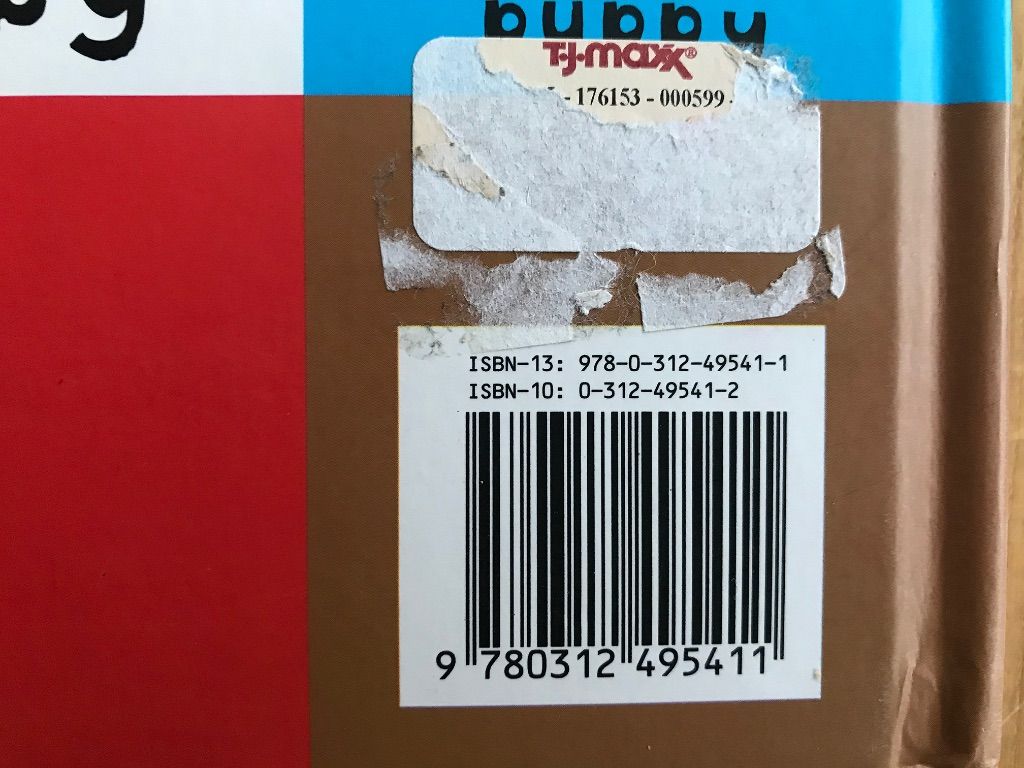 puppy
T·J·maxx®
- 176153 - 000599 -
ISBN-13: 978-0-312-49541-1
ISBN-10: 0-312-49541-2
9 780312 495411